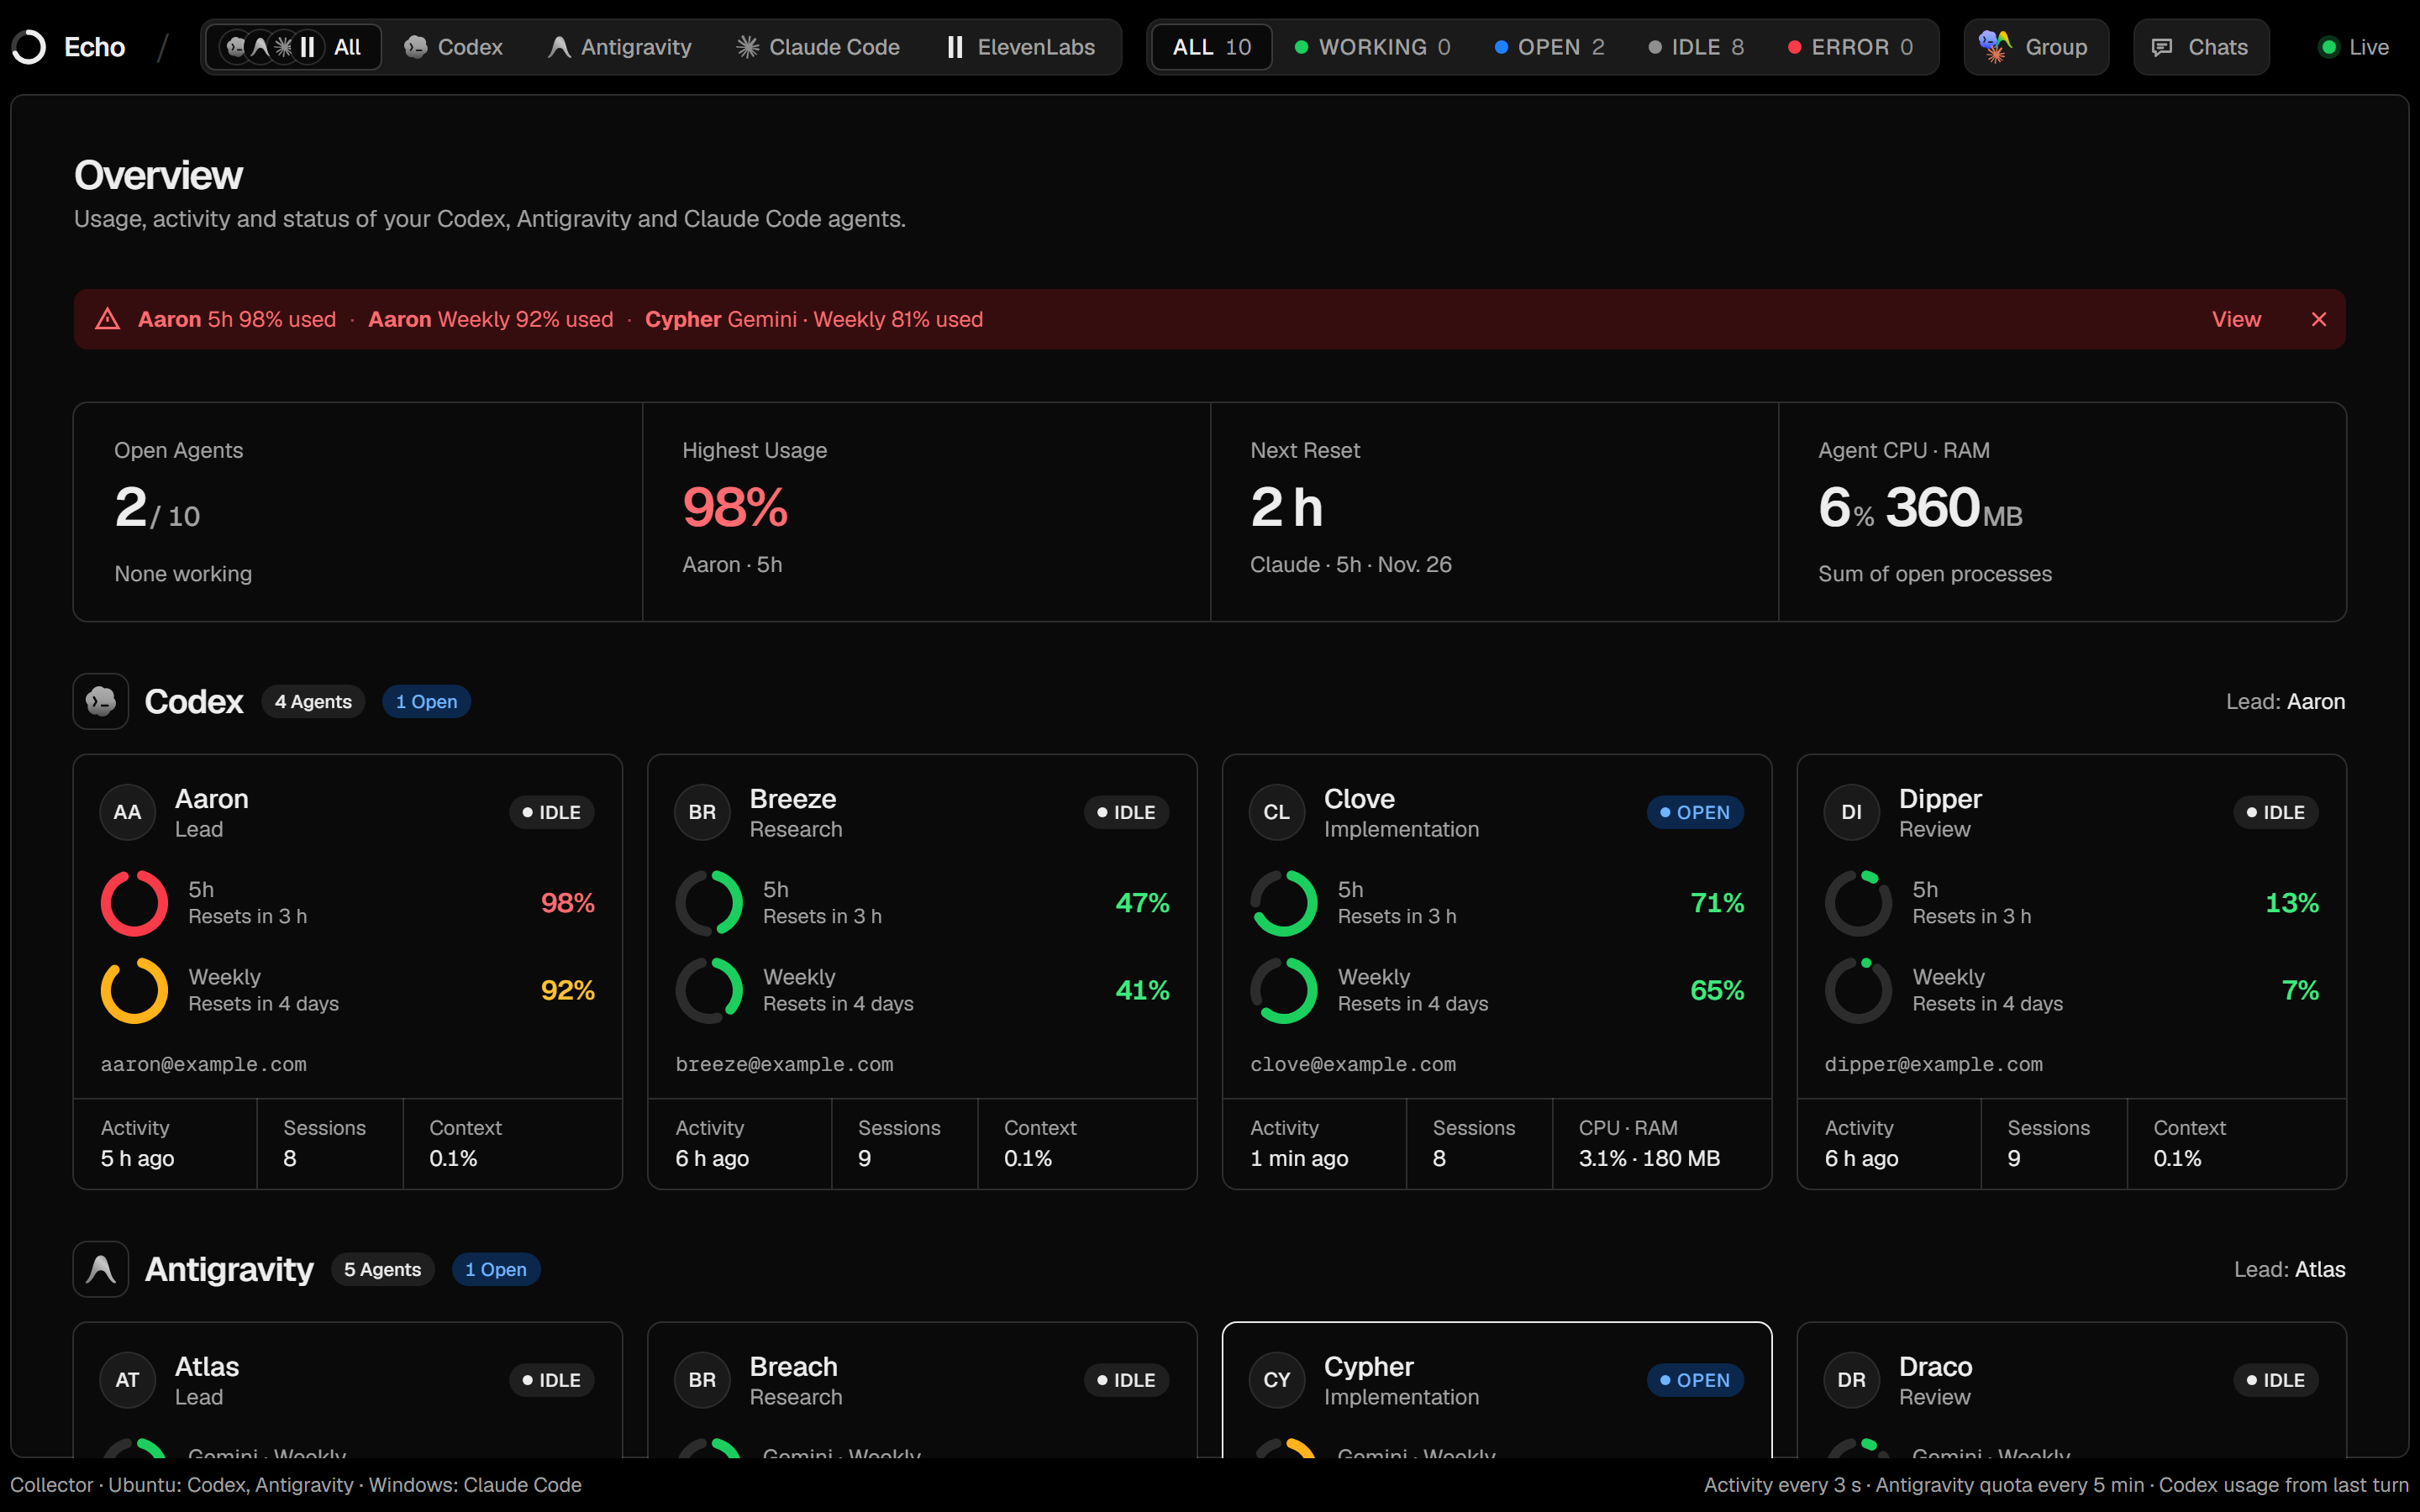 Echo / All Codex Antigravity Claude Code ElevenLabs ALL 10 WORKING 0 OPEN 2 IDLE 8 ERROR 0 Group Chats Live
Overview
Usage, activity and status of your Codex, Antigravity and Claude Code agents.
Aaron 5h 98% used · Aaron Weekly 92% used · Cypher Gemini · Weekly 81% used View ×
Open Agents
2 / 10
None working
Highest Usage
98%
Aaron · 5h
Next Reset
2 h
Claude · 5h · Nov. 26
Agent CPU · RAM
6 % 360 MB
Sum of open processes
Codex 4 Agents 1 Open Lead: Aaron
AA Aaron IDLE
Lead
5h 98%
Resets in 3 h
Weekly 92%
Resets in 4 days
aaron@example.com
Activity Sessions Context
5 h ago 8 0.1%
BR Breeze IDLE
Research
5h 47%
Resets in 3 h
Weekly 41%
Resets in 4 days
breeze@example.com
Activity Sessions Context
6 h ago 9 0.1%
CL Clove OPEN
Implementation
5h 71%
Resets in 3 h
Weekly 65%
Resets in 4 days
clove@example.com
Activity Sessions CPU · RAM
1 min ago 8 3.1% · 180 MB
DI Dipper IDLE
Review
5h 13%
Resets in 3 h
Weekly 7%
Resets in 4 days
dipper@example.com
Activity Sessions Context
6 h ago 9 0.1%
Antigravity 5 Agents 1 Open Lead: Atlas
AT Atlas IDLE
Lead
Gemini · Weekly
BR Breach IDLE
Research
Gemini · Weekly
CY Cypher OPEN
Implementation
Gemini · Weekly
DR Draco IDLE
Review
Gemini · Weekly
Collector · Ubuntu: Codex, Antigravity · Windows: Claude Code
Activity every 3 s · Antigravity quota every 5 min · Codex usage from last turn